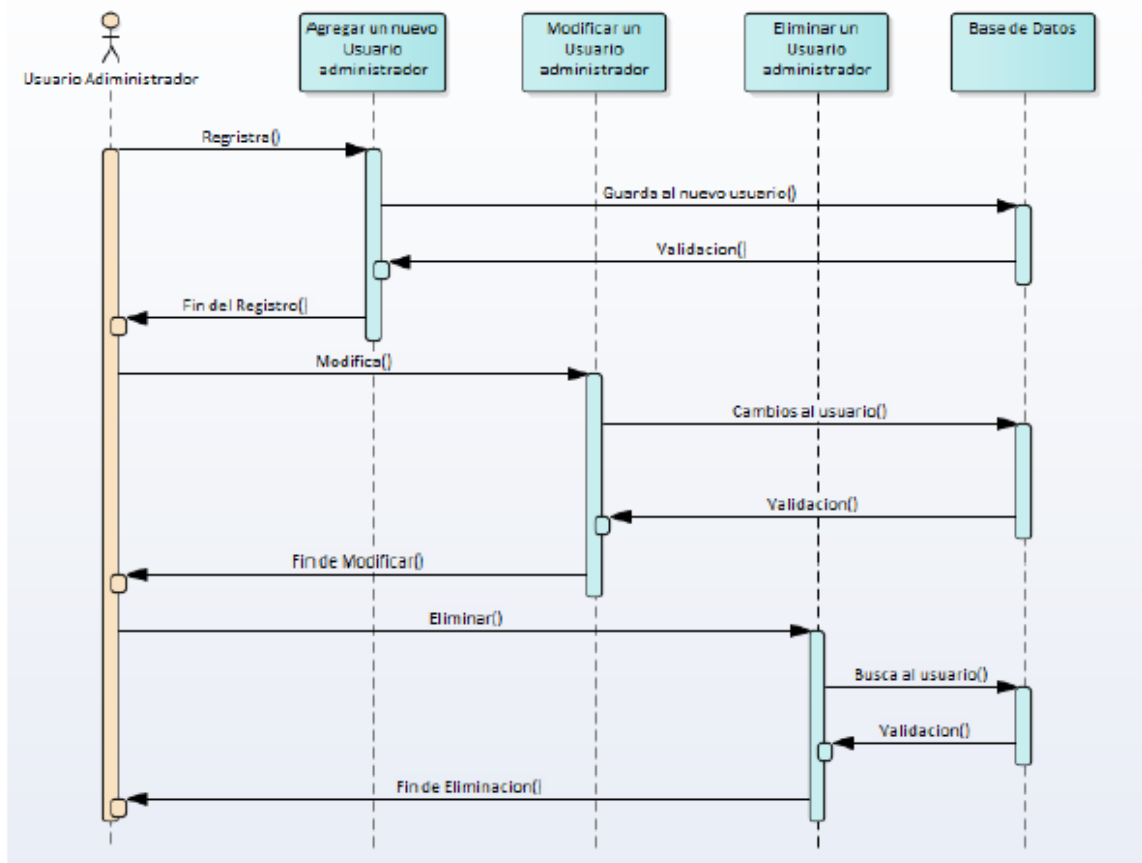 Usuario Adiministrador
Agregar un nuevo
Usuario
administrador
Modificar un
Usuario
administrador
Eliminar un
Usuario
administrador
Base de Datos
Regristra()
Guarda al nuevo usuario()
Validacion()
Fin del Registro()
Modifica()
Cambios al usuario()
Validacion()
Fin de Modificar()
Eliminar()
Busca al usuario()
Validacion()
Fin de Eliminacion()